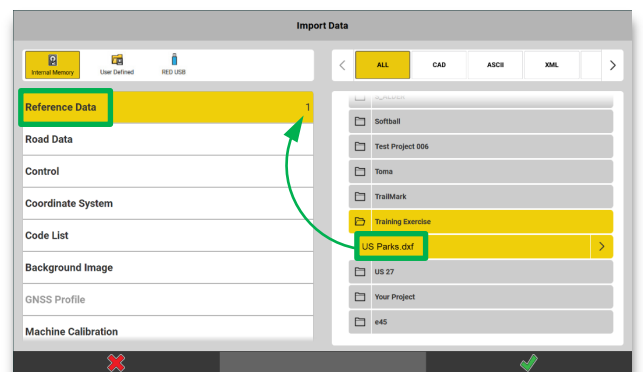 Import Data
Internal Memory
User Defined
RED USB
ALL
CAD
ASCII
XML
Reference Data
1
Road Data
Control
Coordinate System
Code List
Background Image
GNSS Profile
Machine Calibration
Softball
Test Project 006
Toma
TrailMark
Training Exercise
US Parks.dxf
US 27
Your Project
e45